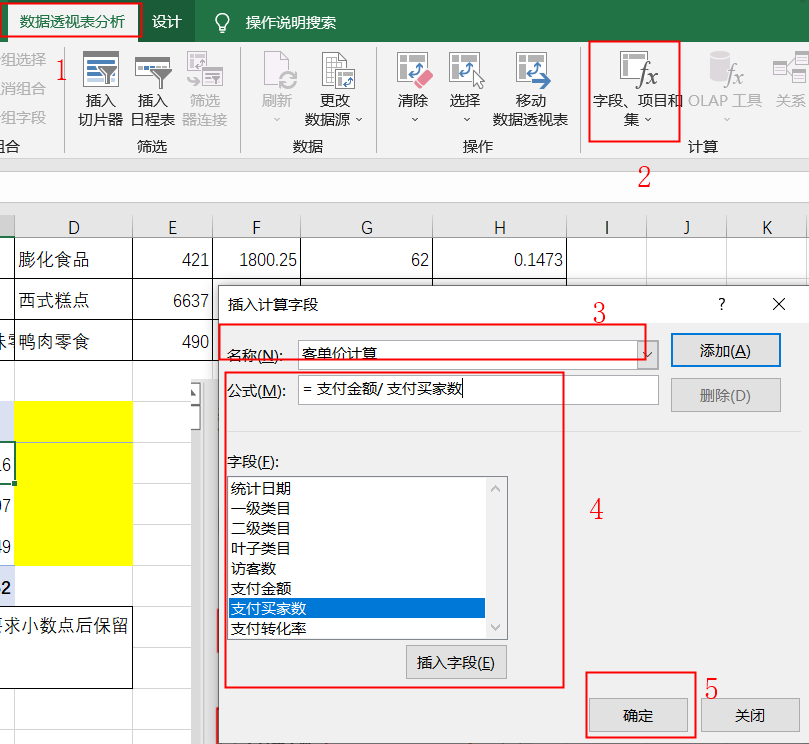 数据透视表分析 设计 操作说明搜索
组选择
消组合
组字段
组合
1
插入
切片器
插入
日程表
筛选
器连接
筛选
刷新
更改
数据源
数据
清除
选择
移动
数据透视表
操作
字段、项目和
集
OLAP 工具
关系
计算
2
D E F G H I J K
膨化食品 421 1800.25 62 0.1473
西式糕点 6637
鸭肉零食 490
插入计算字段 ? ×
3
名称(N): 客单价计算 添加(A)
公式(M): = 支付金额/ 支付买家数 删除(D)
字段(F):
统计日期
一级类目
二级类目
叶子类目
访客数
支付金额
支付买家数
支付转化率
插入字段(E)
4
确定 5 关闭
16
97
49
52
求小数点后保留